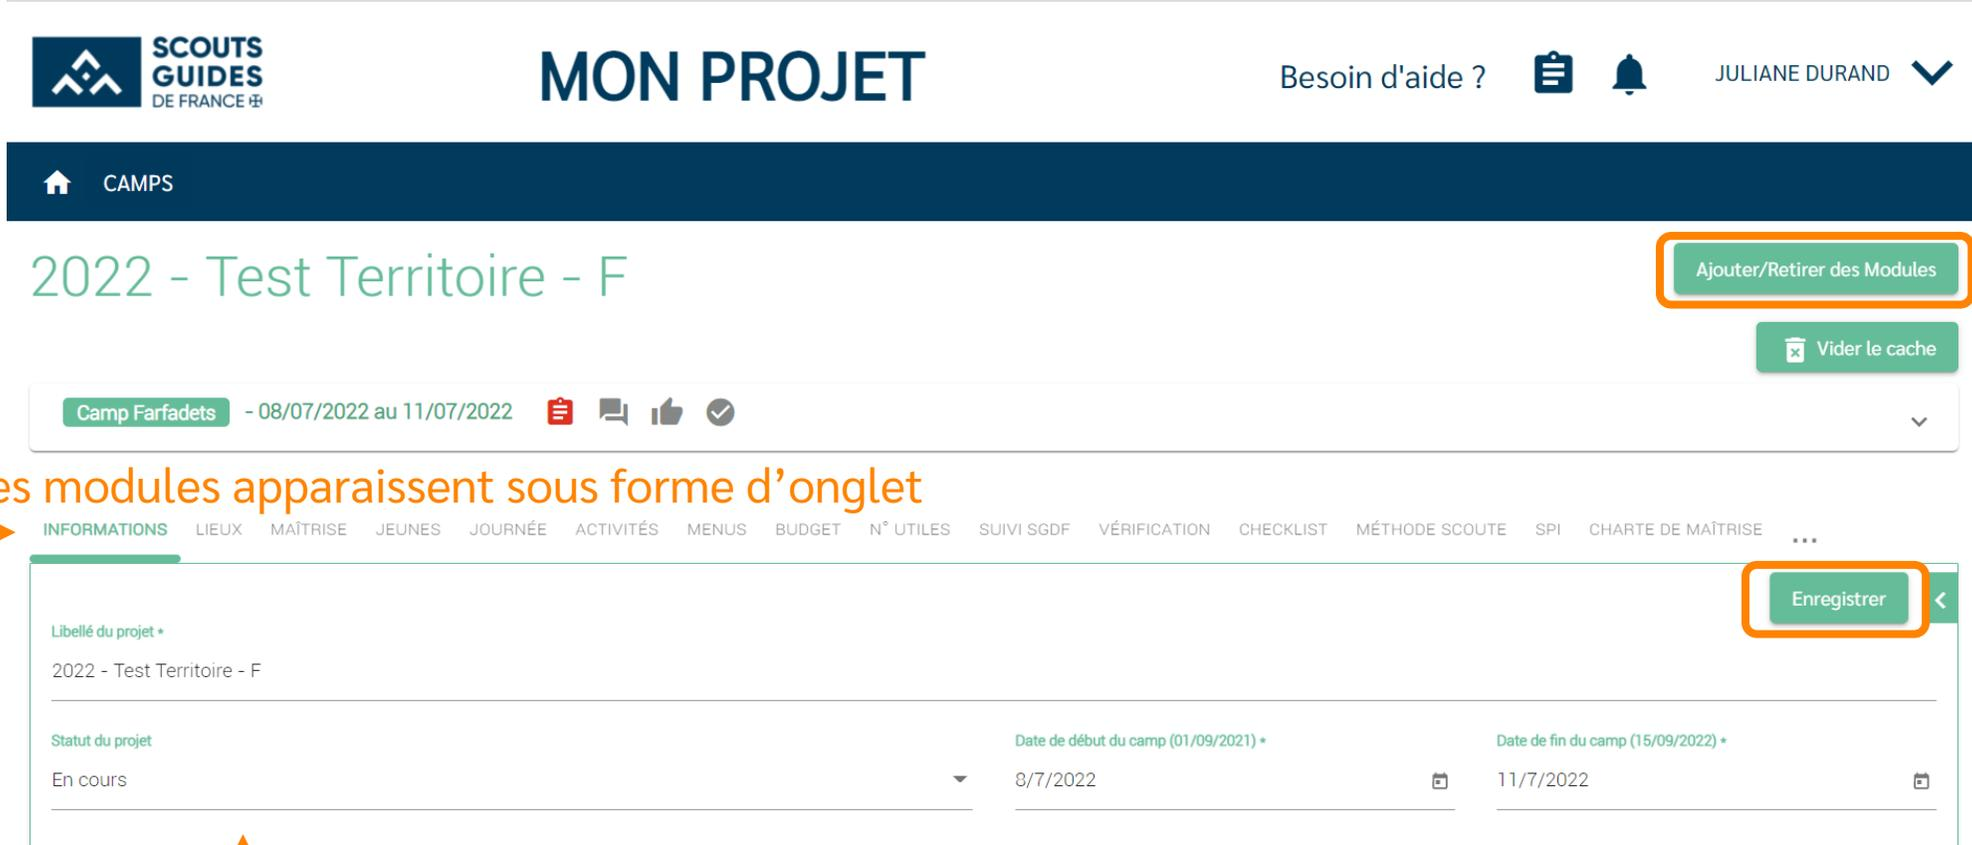 SCOUTS
GUIDES
DE FRANCE
MON PROJET
Besoin d'aide ?
JULIANE DURAND
CAMPS
2022 - Test Territoire - F
Ajouter/Retirer des Modules
Vider le cache
Camp Farfadets - 08/07/2022 au 11/07/2022
es modules apparaissent sous forme d’onglet
INFORMATIONS LIEUX MAÎTRISE JEUNES JOURNÉE ACTIVITÉS MENUS BUDGET N° UTILES SUIVI SGDF VÉRIFICATION CHECKLIST MÉTHODE SCOUTE SPI CHARTE DE MAÎTRISE ...
Enregistrer
Libellé du projet *
2022 - Test Territoire - F
Statut du projet
En cours
Date de début du camp (01/09/2021) *
8/7/2022
Date de fin du camp (15/09/2022) *
11/7/2022